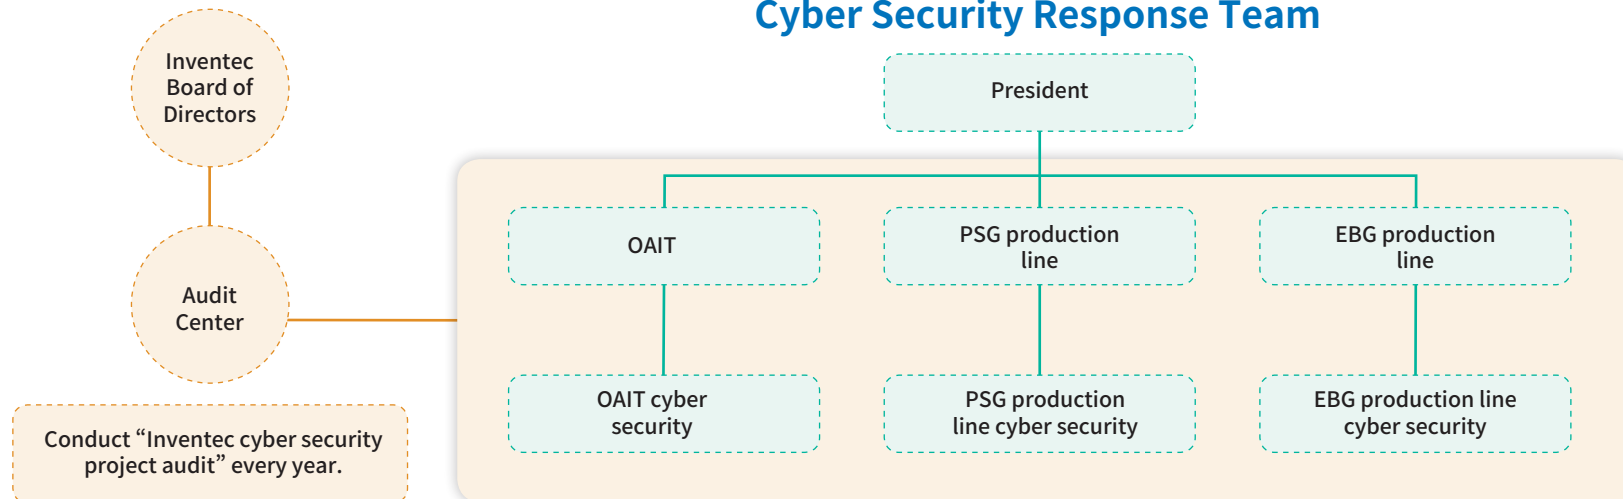 Cyber Security Response Team
Inventec
Board of
Directors
President
OAIT
PSG production
line
EBG production
line
Audit
Center
OAIT cyber
security
PSG production
line cyber security
EBG production line
cyber security
Conduct “Inventec cyber security
project audit” every year.